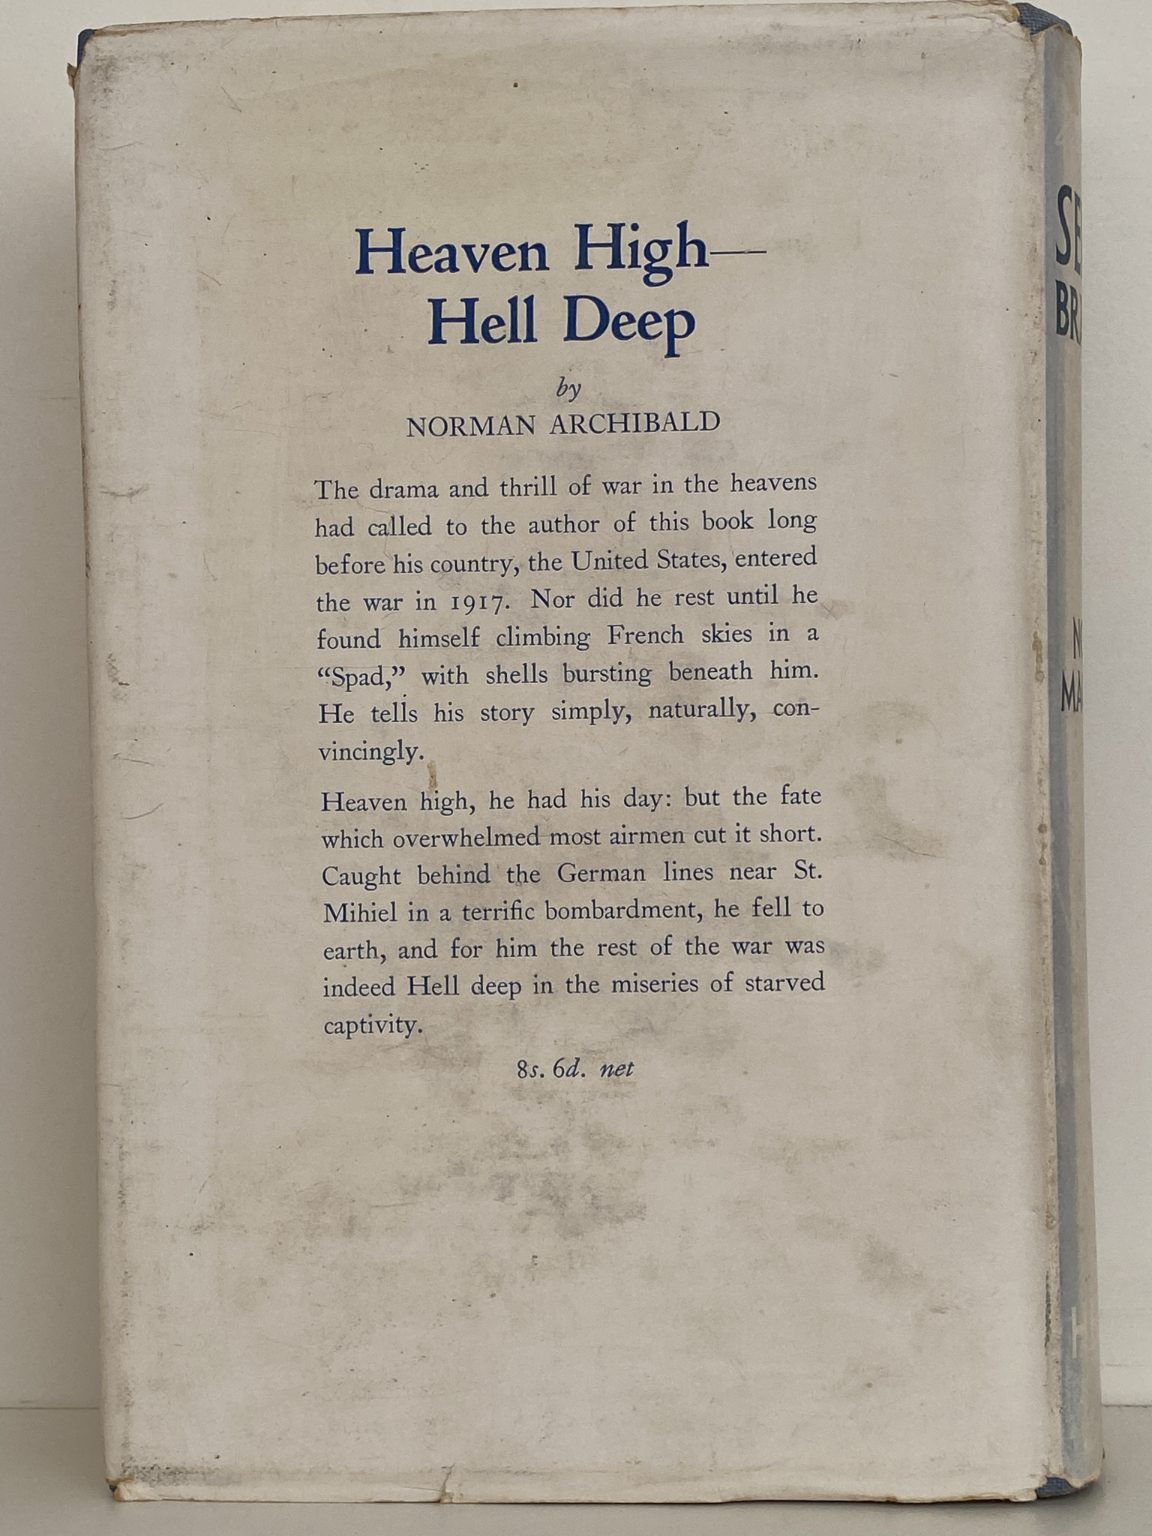 Heaven High—
Hell Deep
by
NORMAN ARCHIBALD
The drama and thrill of war in the heavens
had called to the author of this book long
before his country, the United States, entered
the war in 1917. Nor did he rest until he
found himself climbing French skies in a
“Spad,” with shells bursting beneath him.
He tells his story simply, naturally, con-
vincingly.
Heaven high, he had his day: but the fate
which overwhelmed most airmen cut it short.
Caught behind the German lines near St.
Mihiel in a terrific bombardment, he fell to
earth, and for him the rest of the war was
indeed Hell deep in the miseries of starved
captivity.
8s. 6d. net